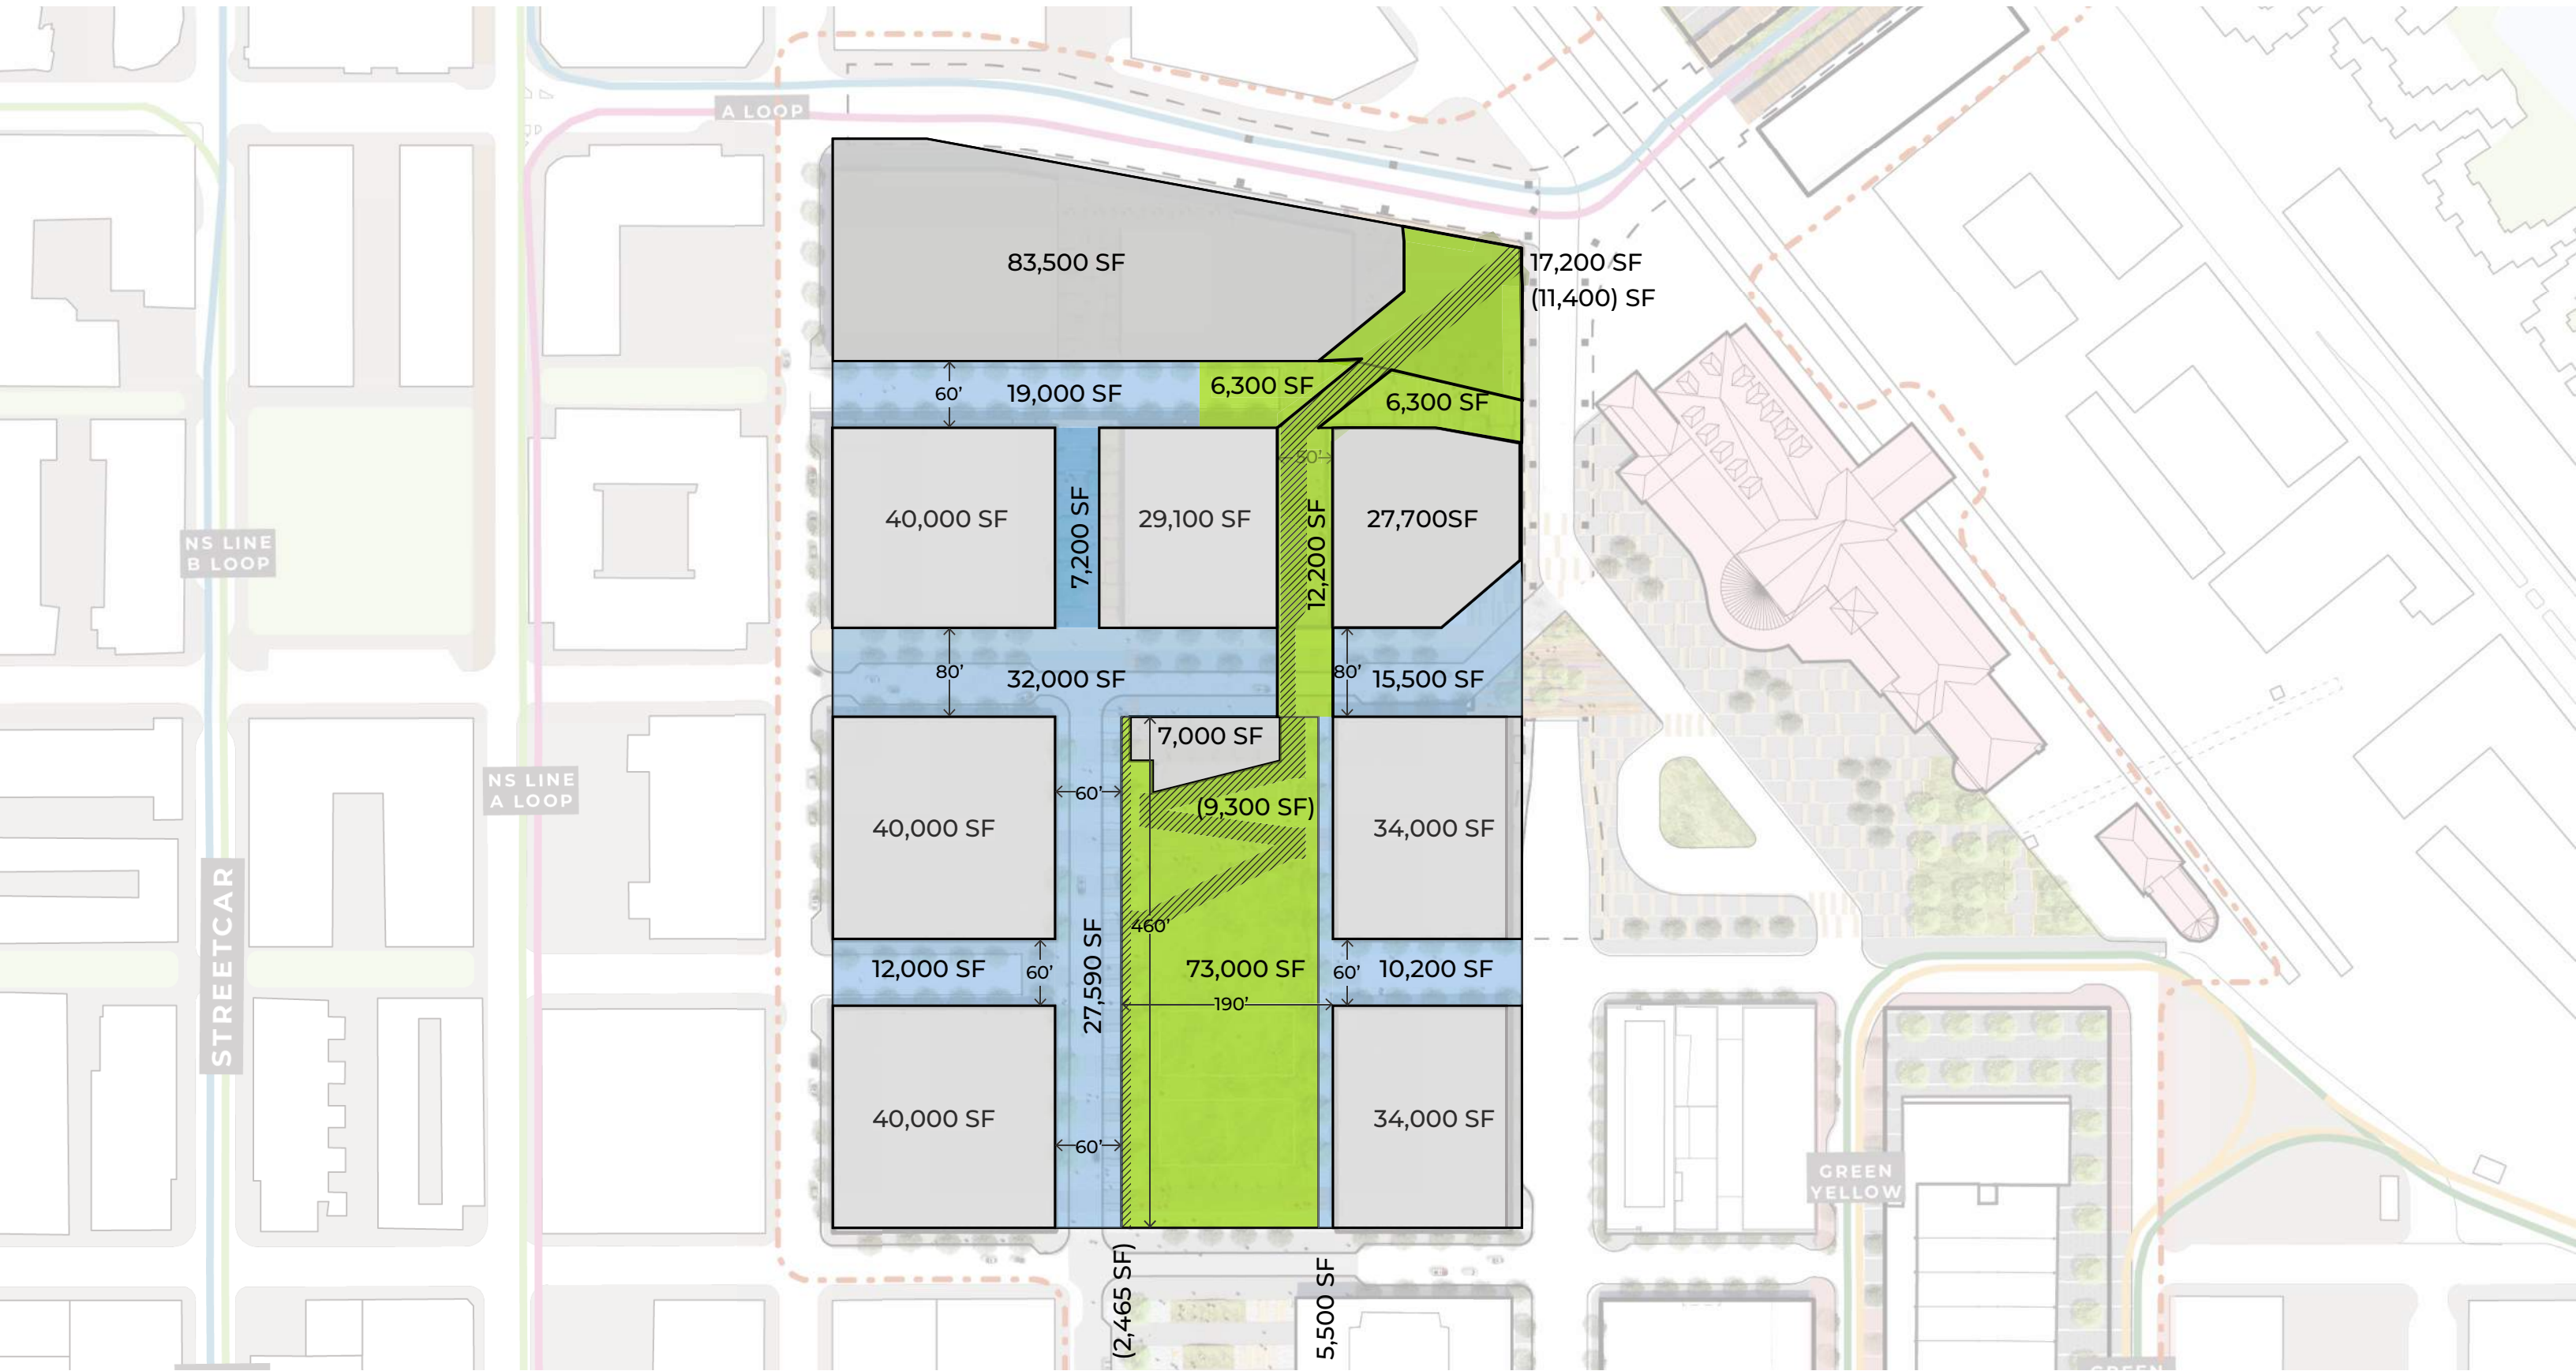 A LOOP
83,500 SF
17,200 SF
(11,400) SF
60'
19,000 SF
6,300 SF
6,300 SF
50'
40,000 SF
7,200 SF
29,100 SF
12,200 SF
27,700SF
NS LINE
B LOOP
80'
32,000 SF
80'
15,500 SF
7,000 SF
NS LINE
A LOOP
60'
(9,300 SF)
40,000 SF
34,000 SF
460'
STREETCAR
12,000 SF
60'
27,590 SF
73,000 SF
60'
10,200 SF
190'
40,000 SF
60'
34,000 SF
GREEN
YELLOW
(2,465 SF)
5,500 SF
GREEN